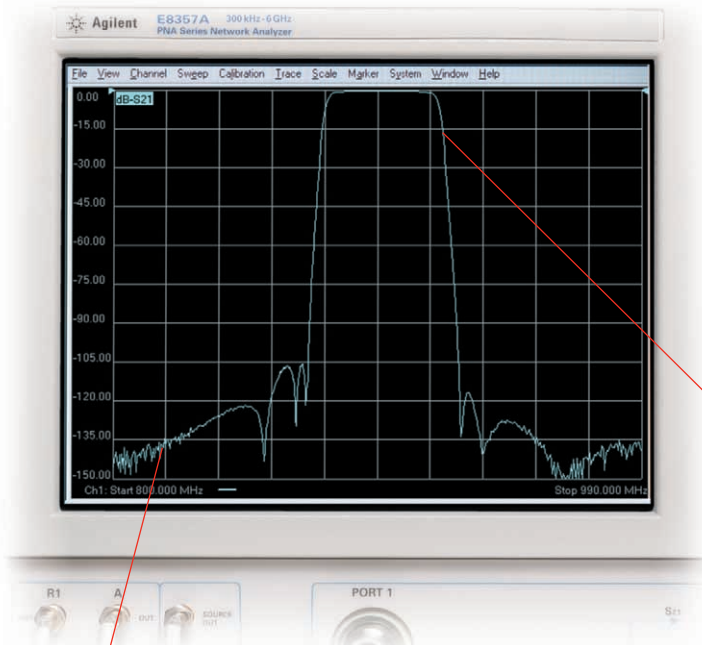 Agilent E8357A 300 kHz - 6 GHz
PNA Series Network Analyzer
File View Channel Sweep Calibration Trace Scale Marker System Window Help
0.00 dB-S21
-15.00
-30.00
-45.00
-60.00
-75.00
-90.00
-105.00
-120.00
-135.00
-150.00
Ch1: Start 800.000 MHz Stop 990.000 MHz
R1 A PORT 1
OUT SOURCE
OUT